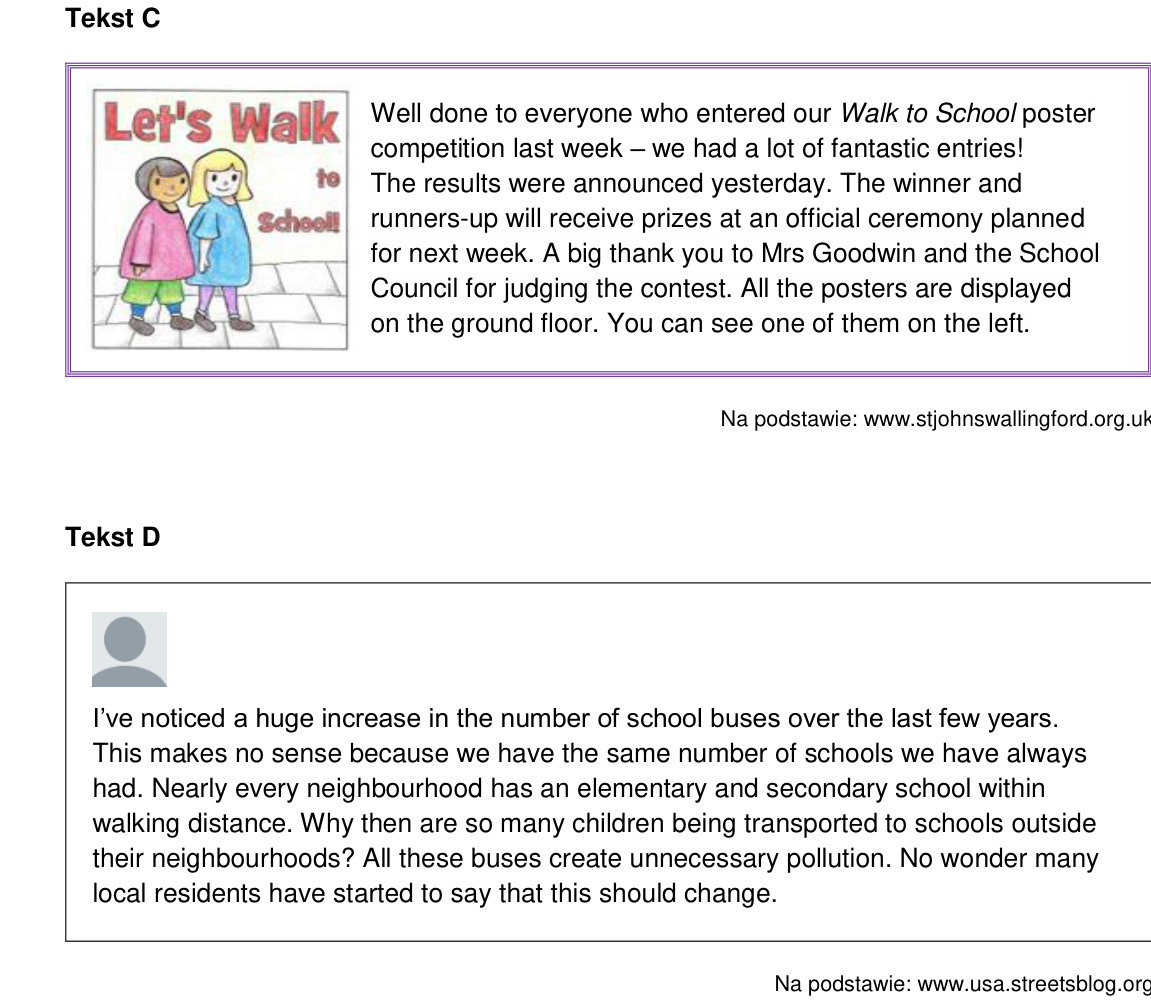 Tekst C
Let's Walk
to
School!
Well done to everyone who entered our Walk to School poster
competition last week – we had a lot of fantastic entries!
The results were announced yesterday. The winner and
runners-up will receive prizes at an official ceremony planned
for next week. A big thank you to Mrs Goodwin and the School
Council for judging the contest. All the posters are displayed
on the ground floor. You can see one of them on the left.
Na podstawie: www.stjohnswallingford.org.uk
Tekst D
I've noticed a huge increase in the number of school buses over the last few years.
This makes no sense because we have the same number of schools we have always
had. Nearly every neighbourhood has an elementary and secondary school within
walking distance. Why then are so many children being transported to schools outside
their neighbourhoods? All these buses create unnecessary pollution. No wonder many
local residents have started to say that this should change.
Na podstawie: www.usa.streetsblog.org